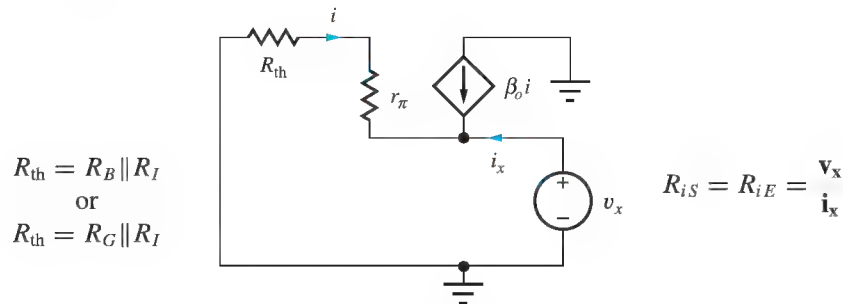 i
R_th
r_π
β_o i
i_x
+
−
v_x
R_th = R_B ∥ R_I
or
R_th = R_G ∥ R_I
R_iS = R_iE = v_x / i_x